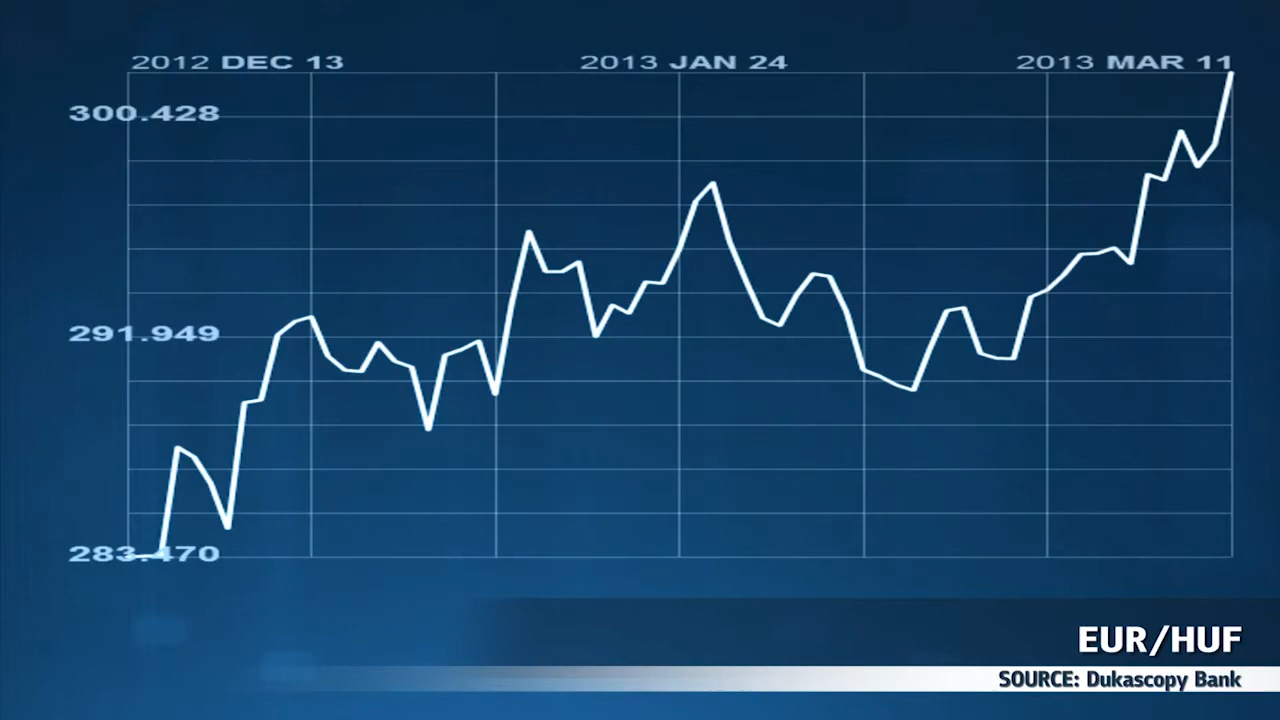 2012 DEC 13
2013 JAN 24
2013 MAR 11
300.428
291.949
283.470
EUR/HUF
SOURCE: Dukascopy Bank